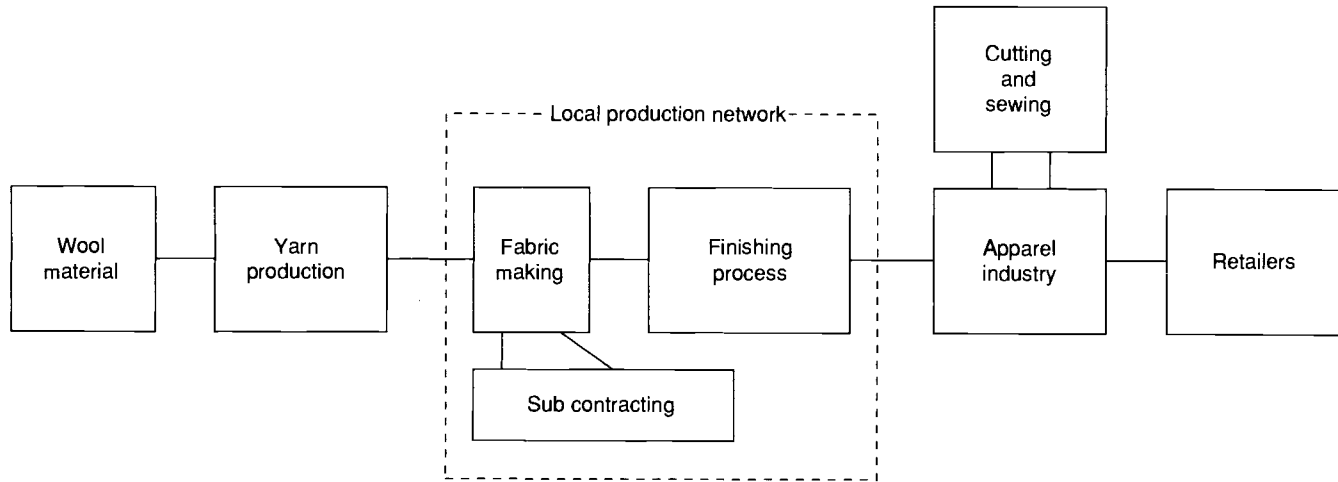 Cutting
and
sewing
Local production network
Wool
material
Yarn
production
Fabric
making
Finishing
process
Apparel
industry
Retailers
Sub contracting